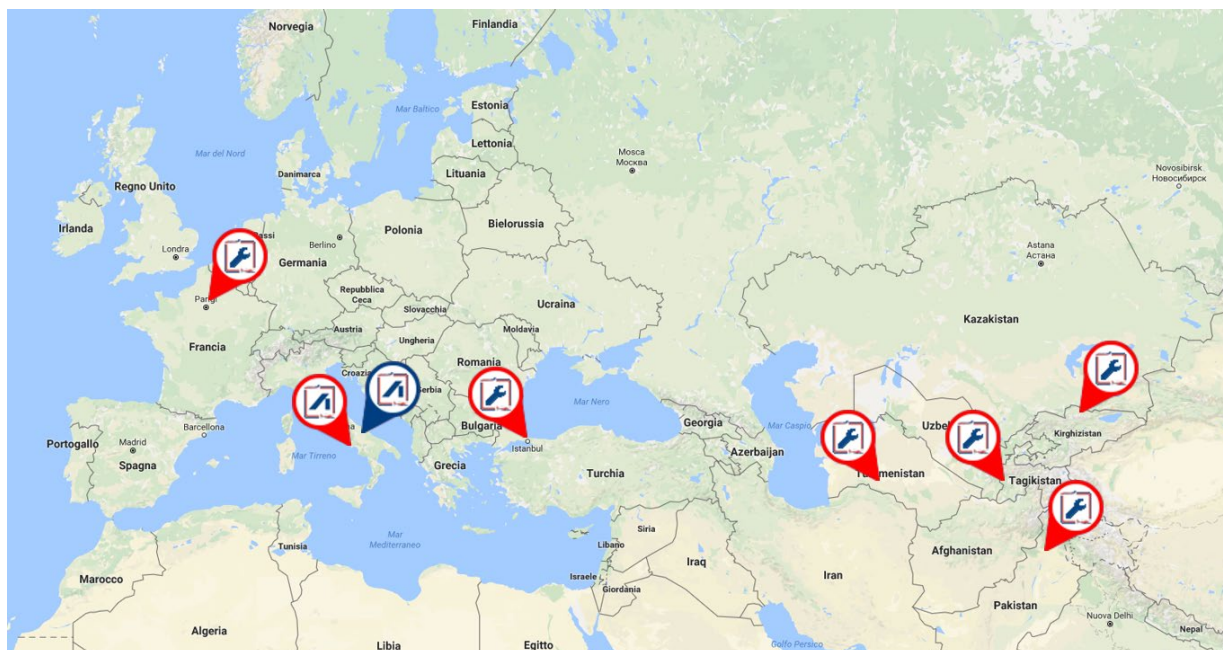 Norvegia
Finlandia
Estonia
Mar Baltico
Lettonia
Mar del Nord
Danimarca
Lituania
Mosca
Москва
Novosibirsk
Новосибирск
Regno Unito
Irlanda
Londra
Berlino
Polonia
Bielorussia
Germania
Astana
Астана
Repubblica
Ceca
Slovacchia
Ucraina
Parigi
Francia
Austria
Ungheria
Moldavia
Kazakistan
Romania
Croazia
Mar Nero
Barcellona
Bulgaria
Istanbul
Georgia
Mar Caspio
Kirghizistan
Portogallo
Madrid
Spagna
Mar Tirreno
Grecia
Azerbaijan
Turchia
Tagikistan
Mar
Mediterraneo
Tunisia
Siria
Libano
Iraq
Israele
Giordania
Iran
Afghanistan
Marocco
Pakistan
Nuova Delhi
Algeria
Libia
Egitto
Golfo Persico
Nepal